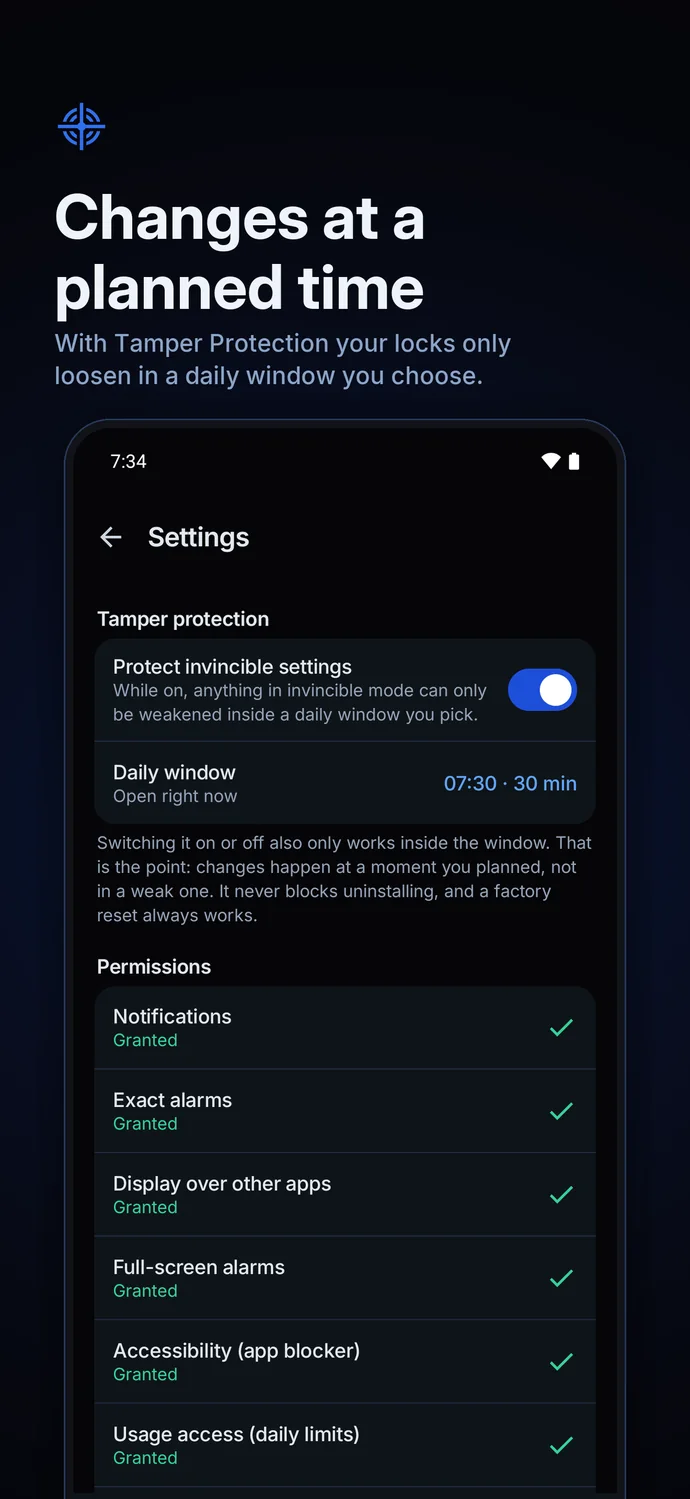 Changes at a
planned time
With Tamper Protection your locks only
loosen in a daily window you choose.
7:34
Settings
Tamper protection
Protect invincible settings
While on, anything in invincible mode can only
be weakened inside a daily window you pick.
Daily window
Open right now
07:30 · 30 min
Switching it on or off also only works inside the window. That
is the point: changes happen at a moment you planned, not
in a weak one. It never blocks uninstalling, and a factory
reset always works.
Permissions
Notifications
Granted
Exact alarms
Granted
Display over other apps
Granted
Full-screen alarms
Granted
Accessibility (app blocker)
Granted
Usage access (daily limits)
Granted